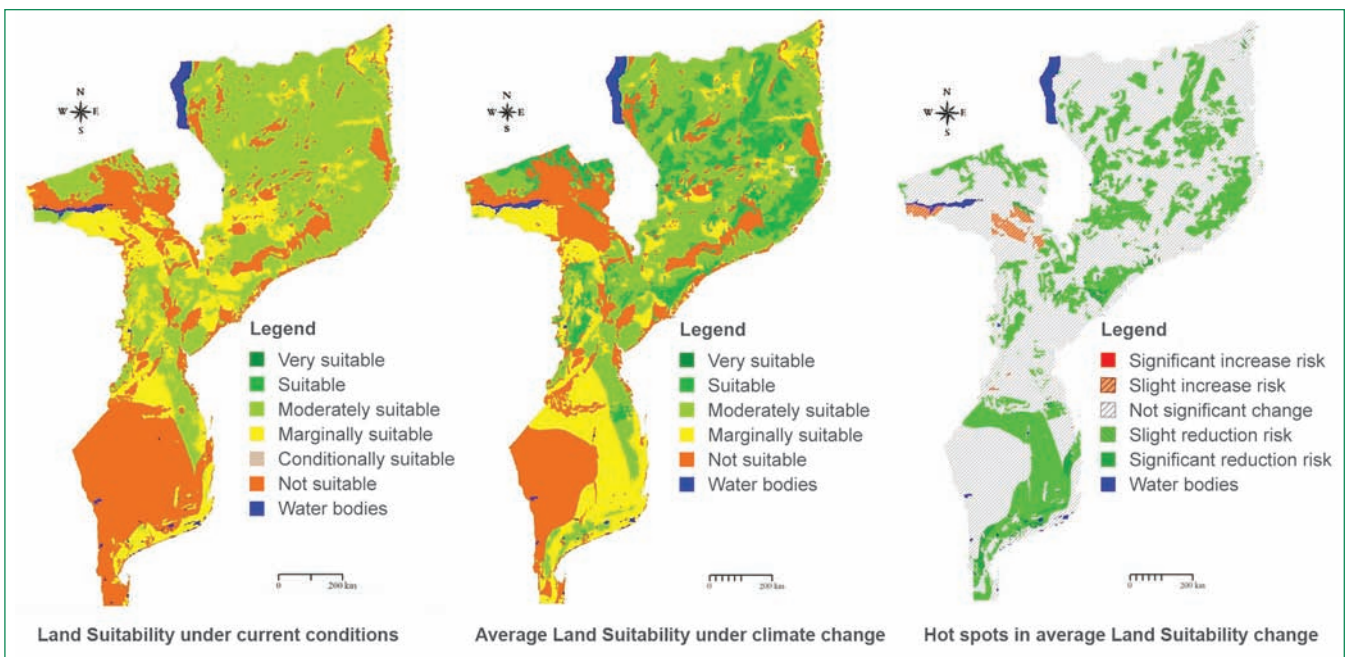 N
W E
S
Legend
Very suitable
Suitable
Moderately suitable
Marginally suitable
Conditionally suitable
Not suitable
Water bodies
0 200 km
Land Suitability under current conditions
N
W E
S
Legend
Very suitable
Suitable
Moderately suitable
Marginally suitable
Not suitable
Water bodies
0 200 km
Average Land Suitability under climate change
N
W E
S
Legend
Significant increase risk
Slight increase risk
Not significant change
Slight reduction risk
Significant reduction risk
Water bodies
0 200 km
Hot spots in average Land Suitability change